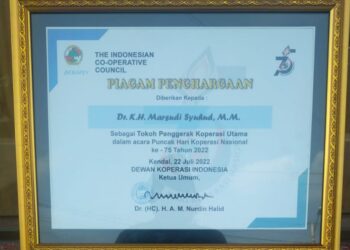 THE INDONESIAN
CO-OPERATIVE
COUNCIL
DEKOPIN
75
PIAGAM PENGHARGAAN
Diberikan Kepada :
Dr. K.H. Marsudi Syuhud, M.M.
Sebagai Tokoh Penggerak Koperasi Utama
dalam acara Puncak Hari Koperasi Nasional
ke - 75 Tahun 2022
Kendal, 22 Juli 2022
DEWAN KOPERASI INDONESIA
Ketua Umum,
Dr. (HC). H. A. M. Nurdin Halid